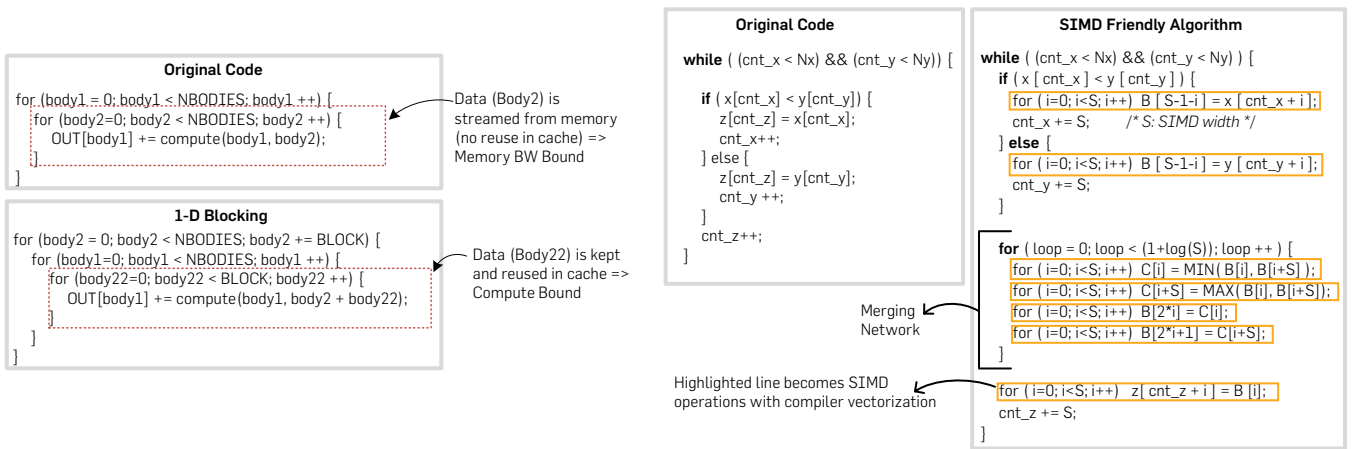 Original Code
for (body1 = 0; body1 < NBODIES; body1 ++) {
for (body2=0; body2 < NBODIES; body2 ++) {
OUT[body1] += compute(body1, body2);
}
}
Data (Body2) is
streamed from memory
(no reuse in cache) =>
Memory BW Bound
1-D Blocking
for (body2 = 0; body2 < NBODIES; body2 += BLOCK) {
for (body1=0; body1 < NBODIES; body1 ++) {
for (body22=0; body22 < BLOCK; body22 ++) {
OUT[body1] += compute(body1, body2 + body22);
}
}
}
Data (Body22) is kept
and reused in cache =>
Compute Bound
Original Code
while ( (cnt_x < Nx) && (cnt_y < Ny)) {
if ( x[cnt_x] < y[cnt_y]) {
z[cnt_z] = x[cnt_x];
cnt_x++;
} else {
z[cnt_z] = y[cnt_y];
cnt_y ++;
}
cnt_z++;
}
SIMD Friendly Algorithm
while ( (cnt_x < Nx) && (cnt_y < Ny) ) {
if ( x [ cnt_x ] < y [ cnt_y ] ) {
for ( i=0; i<S; i++) B [ S-1-i ] = x [ cnt_x + i ];
cnt_x += S; /* S: SIMD width */
} else {
for ( i=0; i<S; i++) B [ S-1-i ] = y [ cnt_y + i ];
cnt_y += S;
}
for ( loop = 0; loop < (1+log(S)); loop ++ ) {
for ( i=0; i<S; i++) C[i] = MIN( B[i], B[i+S] );
for ( i=0; i<S; i++) C[i+S] = MAX( B[i], B[i+S]);
for ( i=0; i<S; i++) B[2*i] = C[i];
for ( i=0; i<S; i++) B[2*i+1] = C[i+S];
}
for ( i=0; i<S; i++) z[ cnt_z + i ] = B [i];
cnt_z += S;
}
Merging
Network
Highlighted line becomes SIMD
operations with compiler vectorization